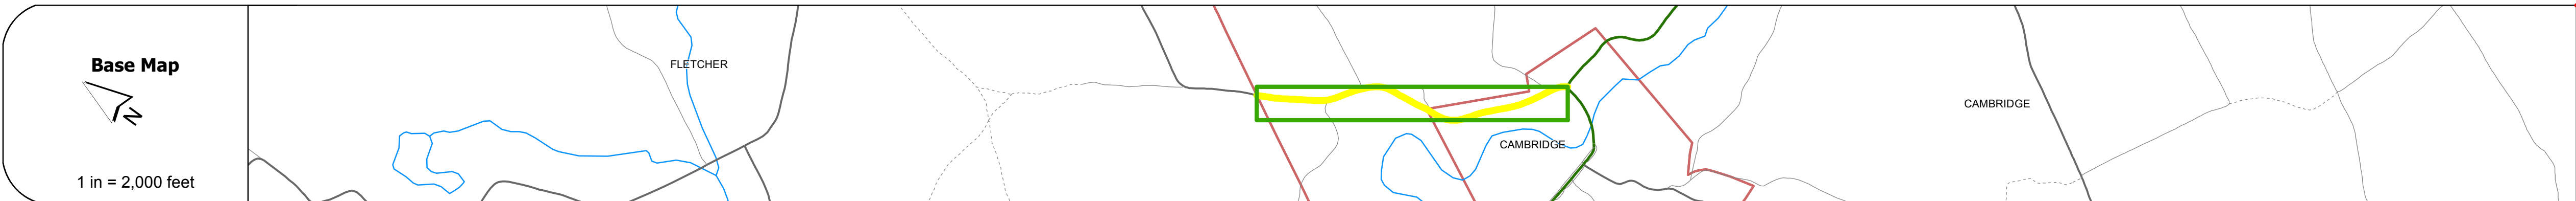 Base Map
N
1 in = 2,000 feet
FLETCHER
CAMBRIDGE
CAMBRIDGE